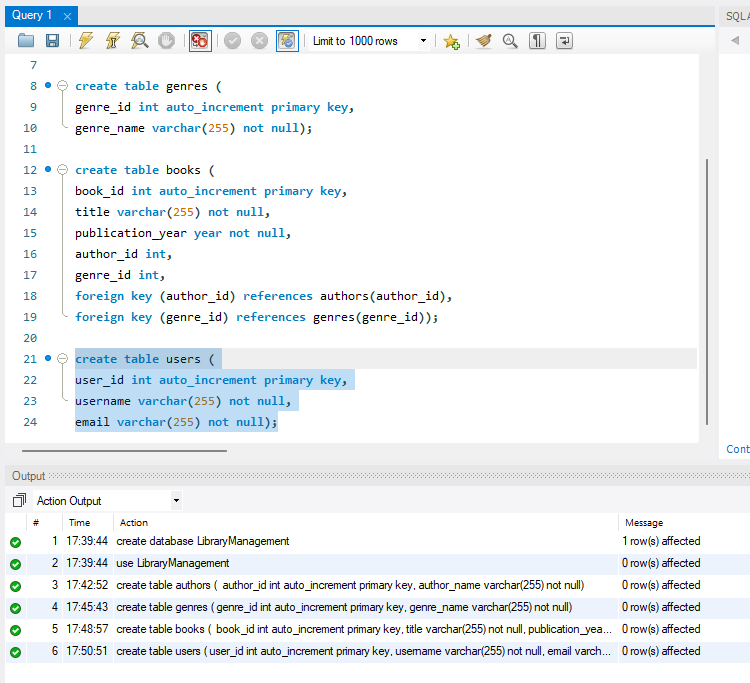 Query 1
SQLA
Limit to 1000 rows
7
8 create table genres (
9 genre_id int auto_increment primary key,
10 genre_name varchar(255) not null);
11
12 create table books (
13 book_id int auto_increment primary key,
14 title varchar(255) not null,
15 publication_year year not null,
16 author_id int,
17 genre_id int,
18 foreign key (author_id) references authors(author_id),
19 foreign key (genre_id) references genres(genre_id));
20
21 create table users (
22 user_id int auto_increment primary key,
23 username varchar(255) not null,
24 email varchar(255) not null);
Cont
Output
Action Output
# Time Action Message
1 17:39:44 create database LibraryManagement 1 row(s) affected
2 17:39:44 use LibraryManagement 0 row(s) affected
3 17:42:52 create table authors ( author_id int auto_increment primary key, author_name varchar(255) not null) 0 row(s) affected
4 17:45:43 create table genres ( genre_id int auto_increment primary key, genre_name varchar(255) not null) 0 row(s) affected
5 17:48:57 create table books ( book_id int auto_increment primary key, title varchar(255) not null, publication_yea... 0 row(s) affected
6 17:50:51 create table users ( user_id int auto_increment primary key, username varchar(255) not null, email varch... 0 row(s) affected